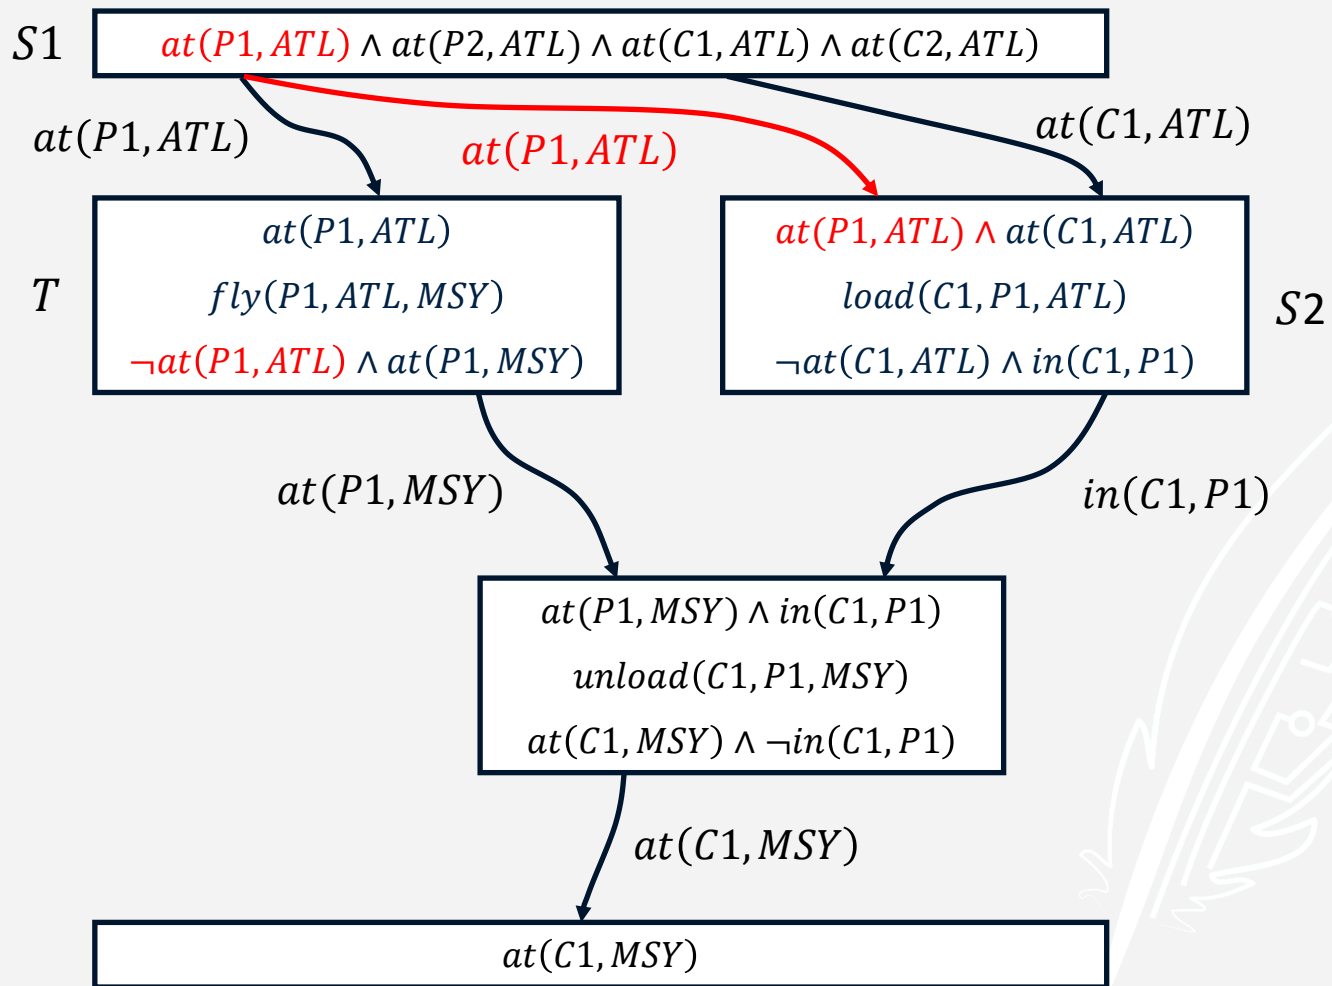 S1
at(P1, ATL) ∧ at(P2, ATL) ∧ at(C1, ATL) ∧ at(C2, ATL)
at(P1, ATL)
at(P1, ATL)
at(C1, ATL)
T
at(P1, ATL)
fly(P1, ATL, MSY)
¬at(P1, ATL) ∧ at(P1, MSY)
at(P1, ATL) ∧ at(C1, ATL)
load(C1, P1, ATL)
¬at(C1, ATL) ∧ in(C1, P1)
S2
at(P1, MSY)
in(C1, P1)
at(P1, MSY) ∧ in(C1, P1)
unload(C1, P1, MSY)
at(C1, MSY) ∧ ¬in(C1, P1)
at(C1, MSY)
at(C1, MSY)